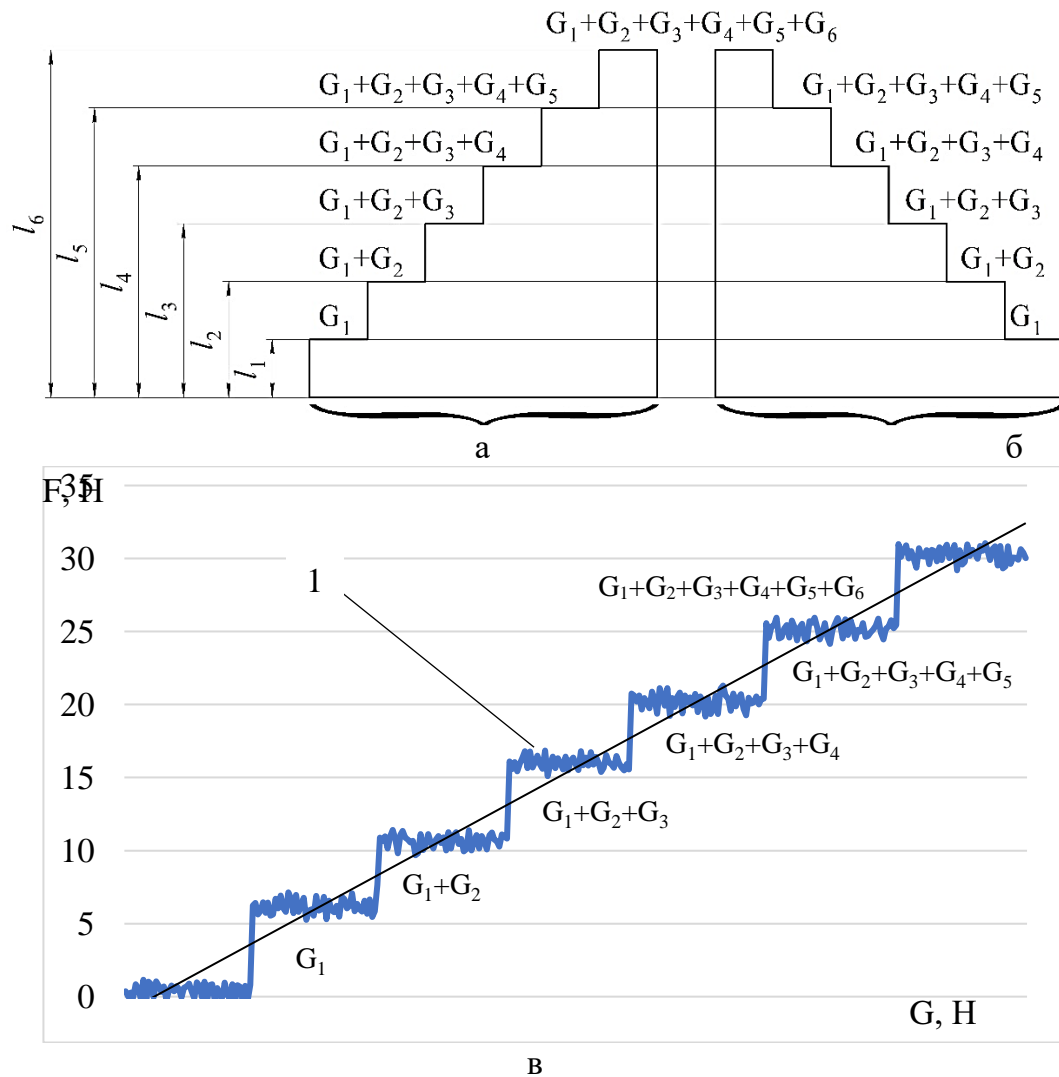 G₁+G₂+G₃+G₄+G₅+G₆
G₁+G₂+G₃+G₄+G₅
G₁+G₂+G₃+G₄+G₅
G₁+G₂+G₃+G₄
G₁+G₂+G₃+G₄
G₁+G₂+G₃
G₁+G₂+G₃
G₁+G₂
G₁+G₂
G₁
G₁
l₆
l₅
l₄
l₃
l₂
l₁
а
б
35
F, Н
30
1
G₁+G₂+G₃+G₄+G₅+G₆
25
G₁+G₂+G₃+G₄+G₅
20
G₁+G₂+G₃+G₄
15
G₁+G₂+G₃
10
G₁+G₂
5
G₁
0
G, Н
в